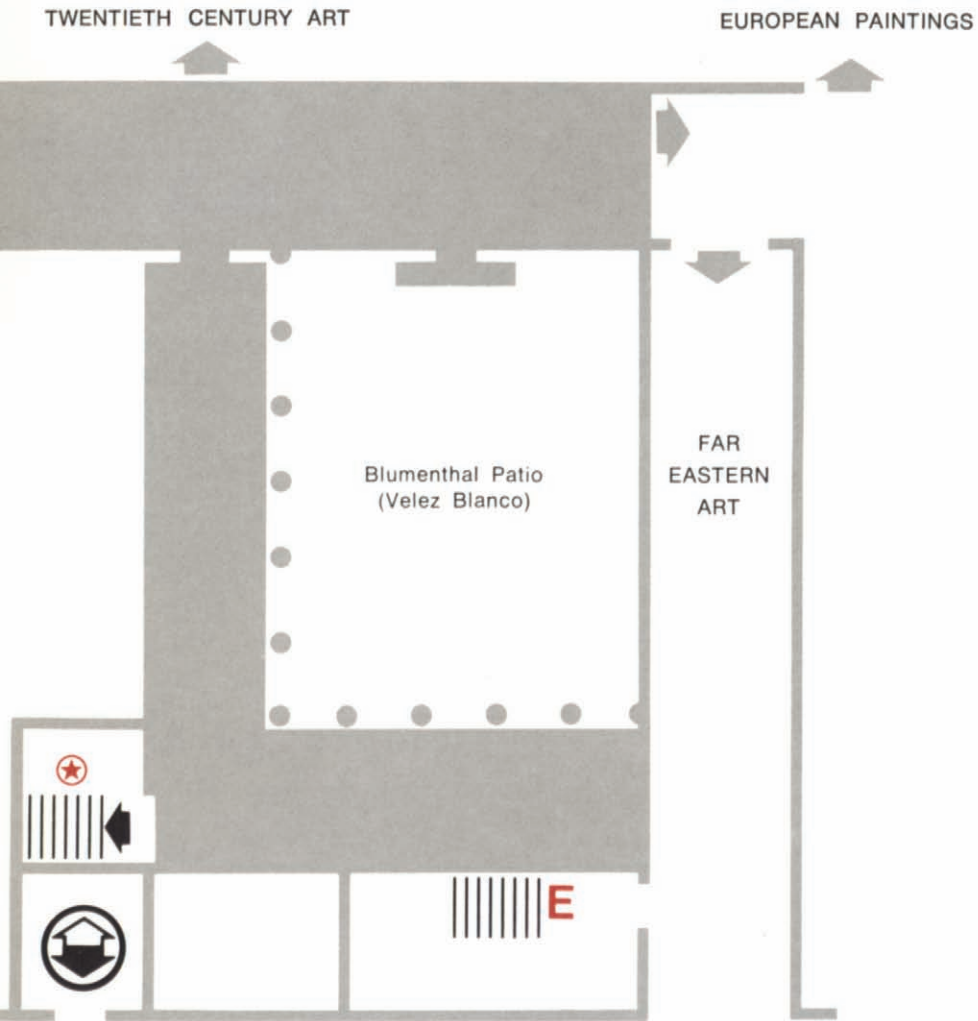 TWENTIETH CENTURY ART
EUROPEAN PAINTINGS
Blumenthal Patio
(Velez Blanco)
FAR
EASTERN
ART
E